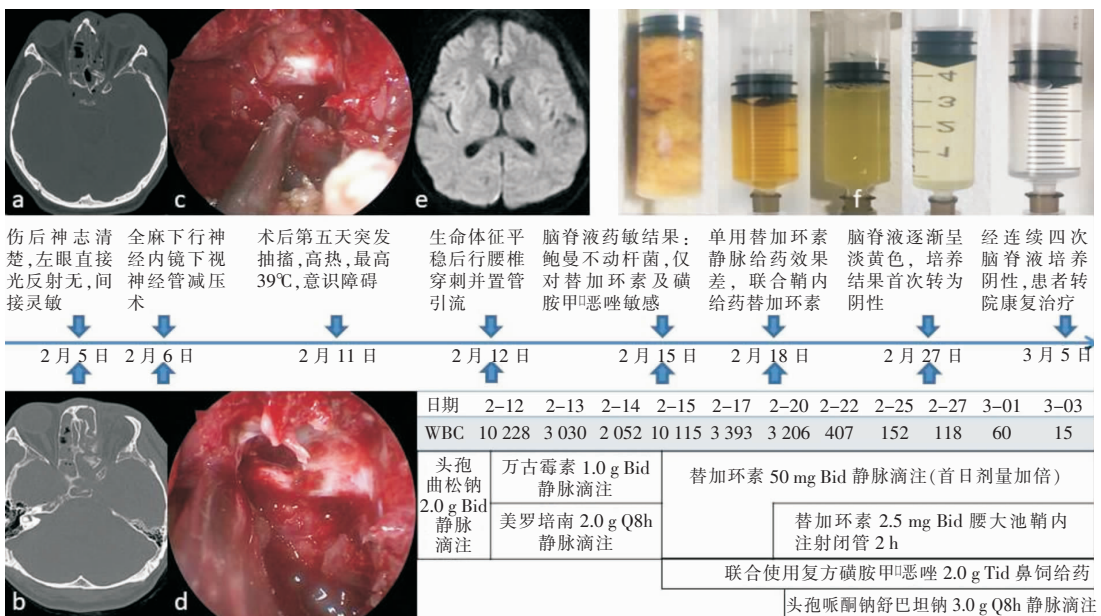 a
c
e
f
4
3
2
1
伤后神志清
楚，左眼直接
光反射无，间
接灵敏
全麻下行神
经内镜下视
神经管减压
术
术后第五天突发
抽搐，高热，最高
39℃，意识障碍
生命体征平
稳后行腰椎
穿刺并置管
引流
脑脊液药敏结果：
鲍曼不动杆菌，仅
对替加环素及磺
胺甲□恶唑敏感
单用替加环素
静脉给药效果
差，联合鞘内
给药替加环素
脑脊液逐渐呈
淡黄色，培养
结果首次转为
阴性
经连续四次
脑脊液培养
阴性，患者转
院康复治疗
2月5日 2月6日 2月11日 2月12日 2月15日 2月18日 2月27日 3月5日
b
d
日期 2-12 2-13 2-14 2-15 2-17 2-20 2-22 2-25 2-27 3-01 3-03
WBC 10 228 3 030 2 052 10 115 3 393 3 206 407 152 118 60 15
头孢
曲松钠
2.0 g Bid
静脉
滴注
万古霉素 1.0 g Bid
静脉滴注
美罗培南 2.0 g Q8h
静脉滴注
替加环素 50 mg Bid 静脉滴注(首日剂量加倍)
替加环素 2.5 mg Bid 腰大池鞘内
注射闭管 2 h
联合使用复方磺胺甲□恶唑 2.0 g Tid 鼻饲给药
头孢哌酮钠舒巴坦钠 3.0 g Q8h 静脉滴注